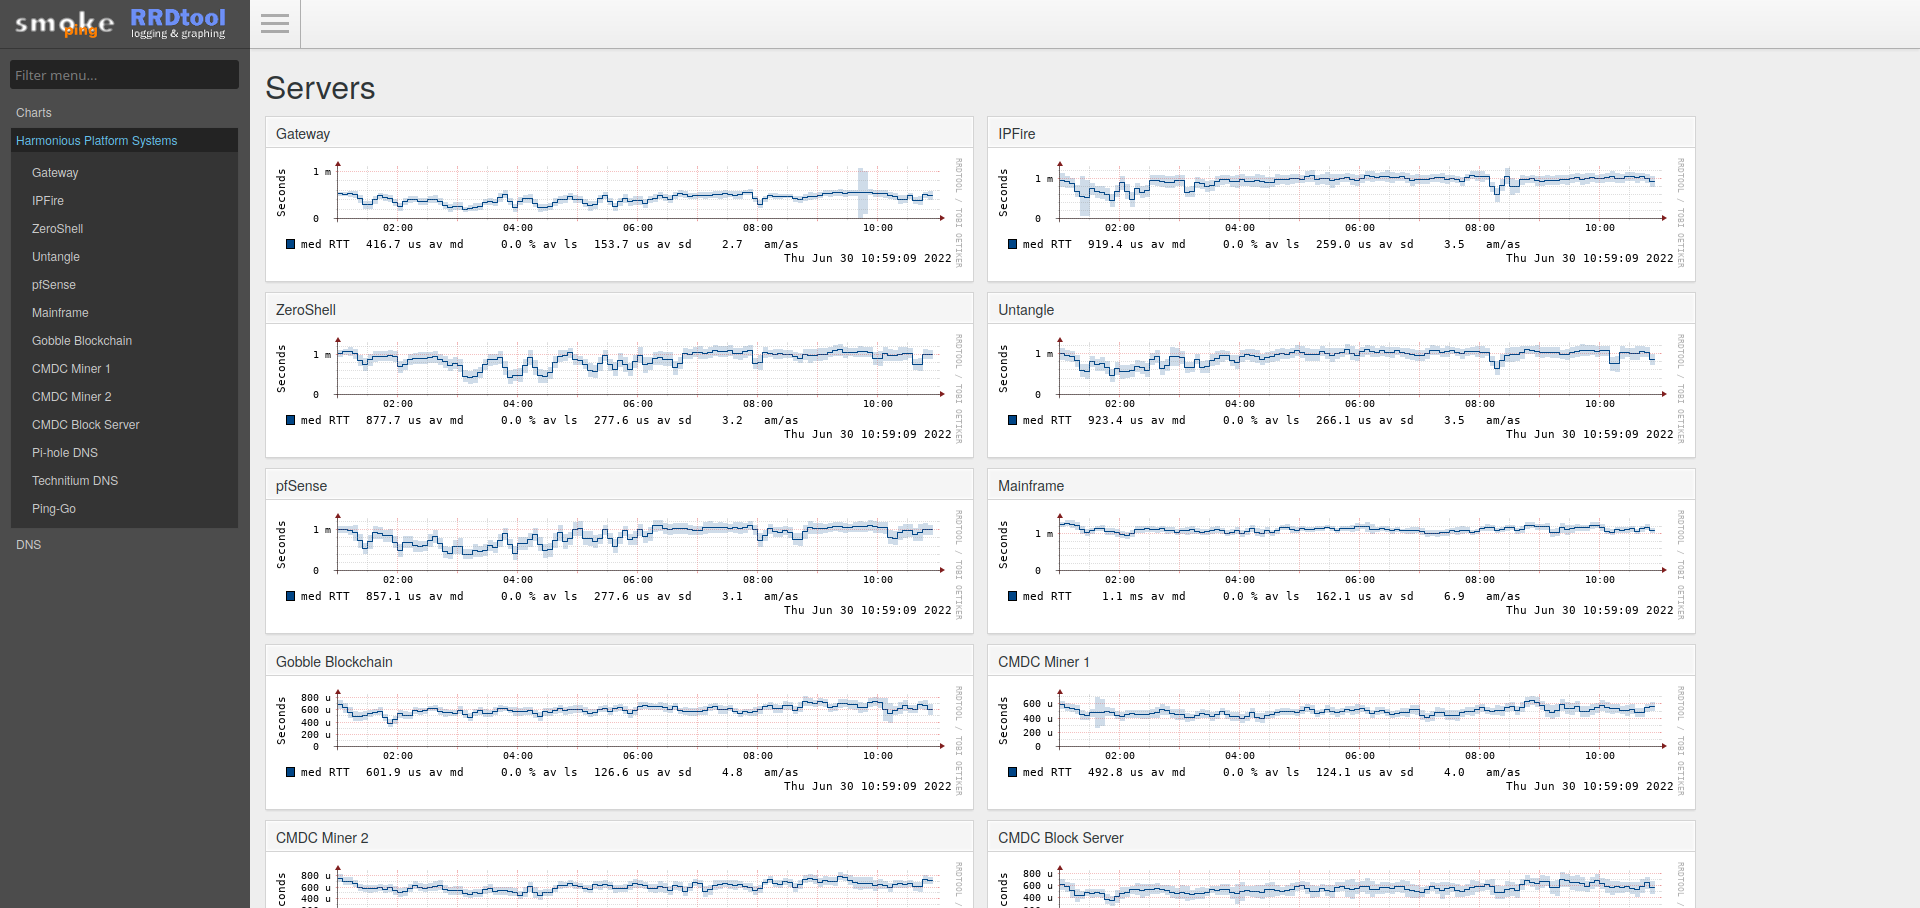 smoke ping
RRDtool
logging & graphing
Filter menu...
Charts
Harmonious Platform Systems
Gateway
IPFire
ZeroShell
Untangle
pfSense
Mainframe
Gobble Blockchain
CMDC Miner 1
CMDC Miner 2
CMDC Block Server
Pi-hole DNS
Technitium DNS
Ping-Go
DNS
Servers
Gateway
Seconds
1 m
0
02:00 04:00 06:00 08:00 10:00
med RTT 416.7 us av md 0.0 % av ls 153.7 us av sd 2.7 am/as
Thu Jun 30 10:59:09 2022
RRDTOOL / TOBI OETIKER
IPFire
Seconds
1 m
0
02:00 04:00 06:00 08:00 10:00
med RTT 919.4 us av md 0.0 % av ls 259.0 us av sd 3.5 am/as
Thu Jun 30 10:59:09 2022
RRDTOOL / TOBI OETIKER
ZeroShell
Seconds
1 m
0
02:00 04:00 06:00 08:00 10:00
med RTT 877.7 us av md 0.0 % av ls 277.6 us av sd 3.2 am/as
Thu Jun 30 10:59:09 2022
RRDTOOL / TOBI OETIKER
Untangle
Seconds
1 m
0
02:00 04:00 06:00 08:00 10:00
med RTT 923.4 us av md 0.0 % av ls 266.1 us av sd 3.5 am/as
Thu Jun 30 10:59:09 2022
RRDTOOL / TOBI OETIKER
pfSense
Seconds
1 m
0
02:00 04:00 06:00 08:00 10:00
med RTT 857.1 us av md 0.0 % av ls 277.6 us av sd 3.1 am/as
Thu Jun 30 10:59:09 2022
RRDTOOL / TOBI OETIKER
Mainframe
Seconds
1 m
0
02:00 04:00 06:00 08:00 10:00
med RTT 1.1 ms av md 0.0 % av ls 162.1 us av sd 6.9 am/as
Thu Jun 30 10:59:09 2022
RRDTOOL / TOBI OETIKER
Gobble Blockchain
Seconds
800 u
600 u
400 u
200 u
0
02:00 04:00 06:00 08:00 10:00
med RTT 601.9 us av md 0.0 % av ls 126.6 us av sd 4.8 am/as
Thu Jun 30 10:59:09 2022
RRDTOOL / TOBI OETIKER
CMDC Miner 1
Seconds
600 u
400 u
200 u
0
02:00 04:00 06:00 08:00 10:00
med RTT 492.8 us av md 0.0 % av ls 124.1 us av sd 4.0 am/as
Thu Jun 30 10:59:09 2022
RRDTOOL / TOBI OETIKER
CMDC Miner 2
conds
800 u
600 u
400 u
RRDTOOL /
CMDC Block Server
conds
800 u
600 u
400 u
RRDTOOL /